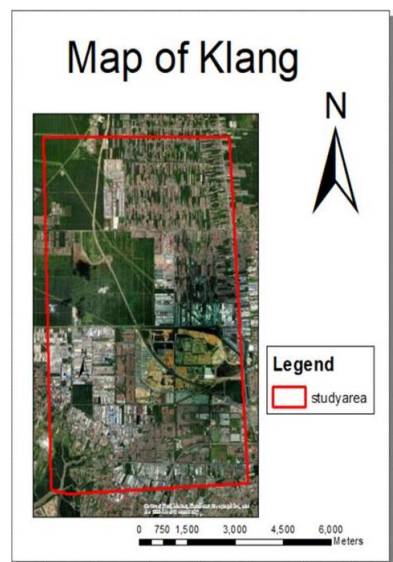 Map of Klang
N
Legend
studyarea
0 750 1,500 3,000 4,500 6,000
Meters